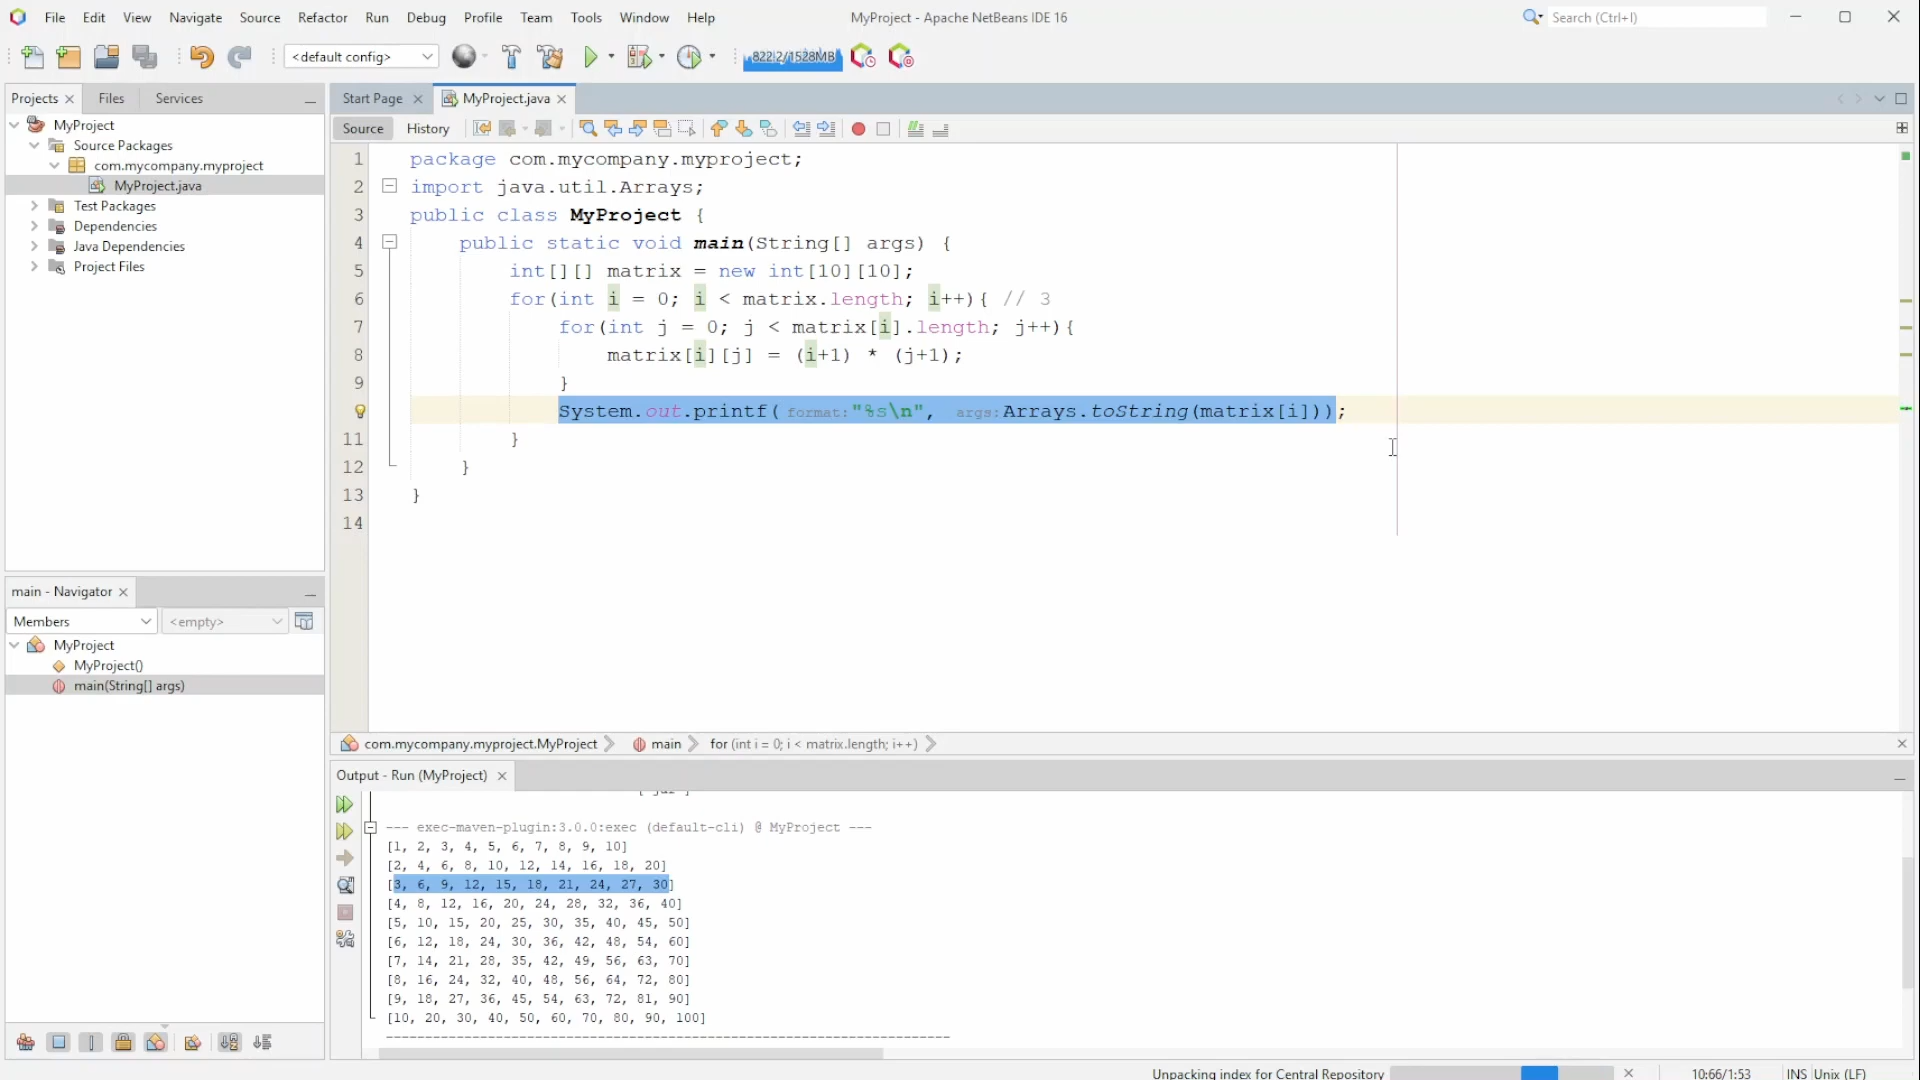 File Edit View Navigate Source Refactor Run Debug Profile Team Tools Window Help
MyProject - Apache NetBeans IDE 16
Search (Ctrl+I)
<default config>
822.2/1528MB
Projects Files Services
Start Page MyProject.java
Source History
MyProject
Source Packages
com.mycompany.myproject
MyProject.java
Test Packages
Dependencies
Java Dependencies
Project Files
1 package com.mycompany.myproject;
2 import java.util.Arrays;
3 public class MyProject {
4 public static void main(String[] args) {
5 int[][] matrix = new int[10][10];
6 for(int i = 0; i < matrix.length; i++){ // 3
7 for(int j = 0; j < matrix[i].length; j++){
8 matrix[i][j] = (i+1) * (j+1);
9 }
System.out.printf( format: "%s\n", args: Arrays.toString(matrix[i]));
11 }
12 }
13 }
14
main - Navigator
Members <empty>
MyProject
MyProject()
main(String[] args)
com.mycompany.myproject.MyProject main for (int i = 0; i < matrix.length; i++)
Output - Run (MyProject)
[ jar ]
--- exec-maven-plugin:3.0.0:exec (default-cli) @ MyProject ---
[1, 2, 3, 4, 5, 6, 7, 8, 9, 10]
[2, 4, 6, 8, 10, 12, 14, 16, 18, 20]
[3, 6, 9, 12, 15, 18, 21, 24, 27, 30]
[4, 8, 12, 16, 20, 24, 28, 32, 36, 40]
[5, 10, 15, 20, 25, 30, 35, 40, 45, 50]
[6, 12, 18, 24, 30, 36, 42, 48, 54, 60]
[7, 14, 21, 28, 35, 42, 49, 56, 63, 70]
[8, 16, 24, 32, 40, 48, 56, 64, 72, 80]
[9, 18, 27, 36, 45, 54, 63, 72, 81, 90]
[10, 20, 30, 40, 50, 60, 70, 80, 90, 100]
------------------------------------------------------------------------
Unpacking index for Central Repository 10:66/1:53 INS Unix (LF)